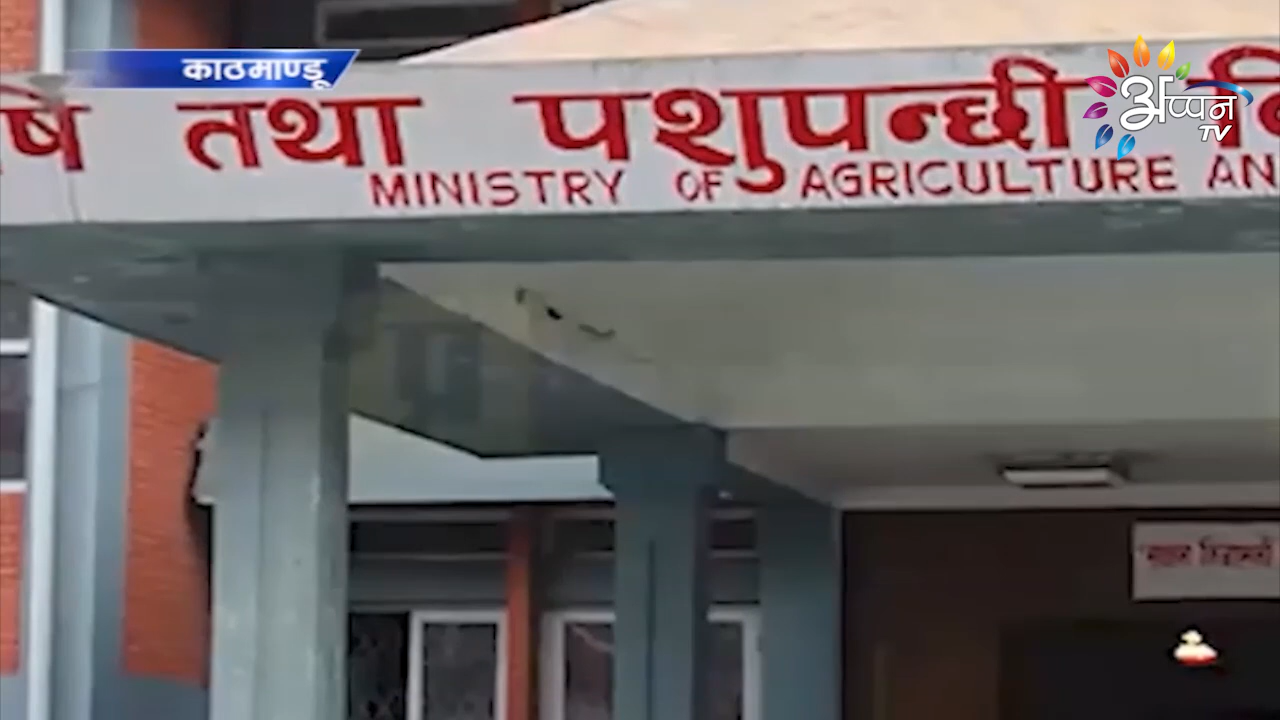 काठमाण्डू
अप्पन
TV
षि तथा पशुपन्छी
MINISTRY OF AGRICULTURE AN